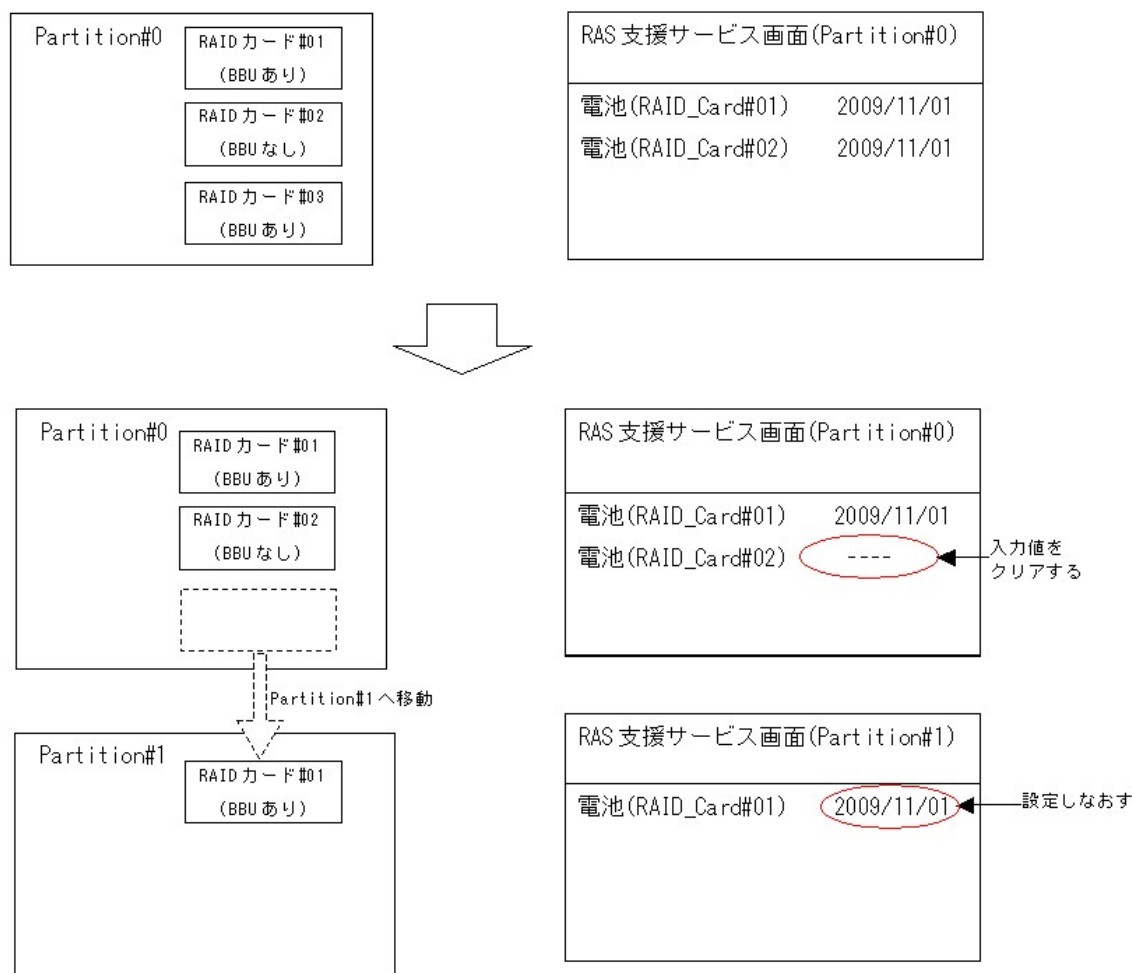 Partition#0
RAIDカード#01
(BBUあり)
RAIDカード#02
(BBUなし)
RAIDカード#03
(BBUあり)
RAS支援サービス画面(Partition#0)
電池(RAID_Card#01) 2009/11/01
電池(RAID_Card#02) 2009/11/01
Partition#0
RAIDカード#01
(BBUあり)
RAIDカード#02
(BBUなし)
RAS支援サービス画面(Partition#0)
電池(RAID_Card#01) 2009/11/01
電池(RAID_Card#02) ----
入力値を
クリアする
Partition#1へ移動
Partition#1
RAIDカード#01
(BBUあり)
RAS支援サービス画面(Partition#1)
電池(RAID_Card#01) 2009/11/01
設定しなおす